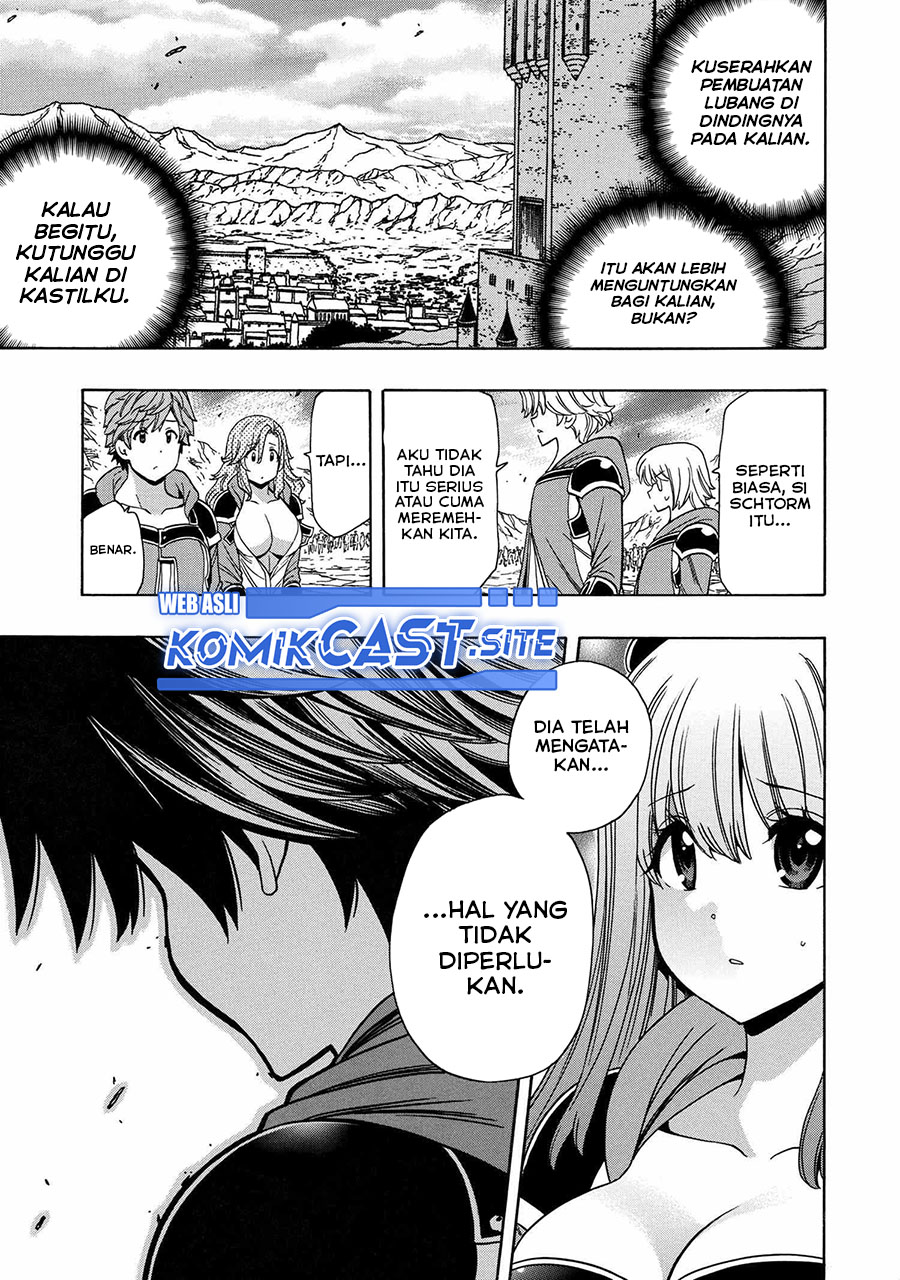 KUSERAHKAN
PEMBUATAN
LUBANG DI
DINDINGNYA
PADA KALIAN.
ITU AKAN LEBIH
MENGUNTUNGKAN
BAGI KALIAN,
BUKAN?
KALAU
BEGITU,
KUTUNGGU
KALIAN DI
KASTILKU.
SEPERTI
BIASA, SI
SCHTORM
ITU...
AKU TIDAK
TAHU DIA
ITU SERIUS
ATAU CUMA
MEREMEH-
KAN KITA.
TAPI...
BENAR.
WEB ASLI
KOMIKCAST.SITE
DIA TELAH
MENGATA-
KAN...
...HAL YANG
TIDAK
DIPERLU-
KAN.